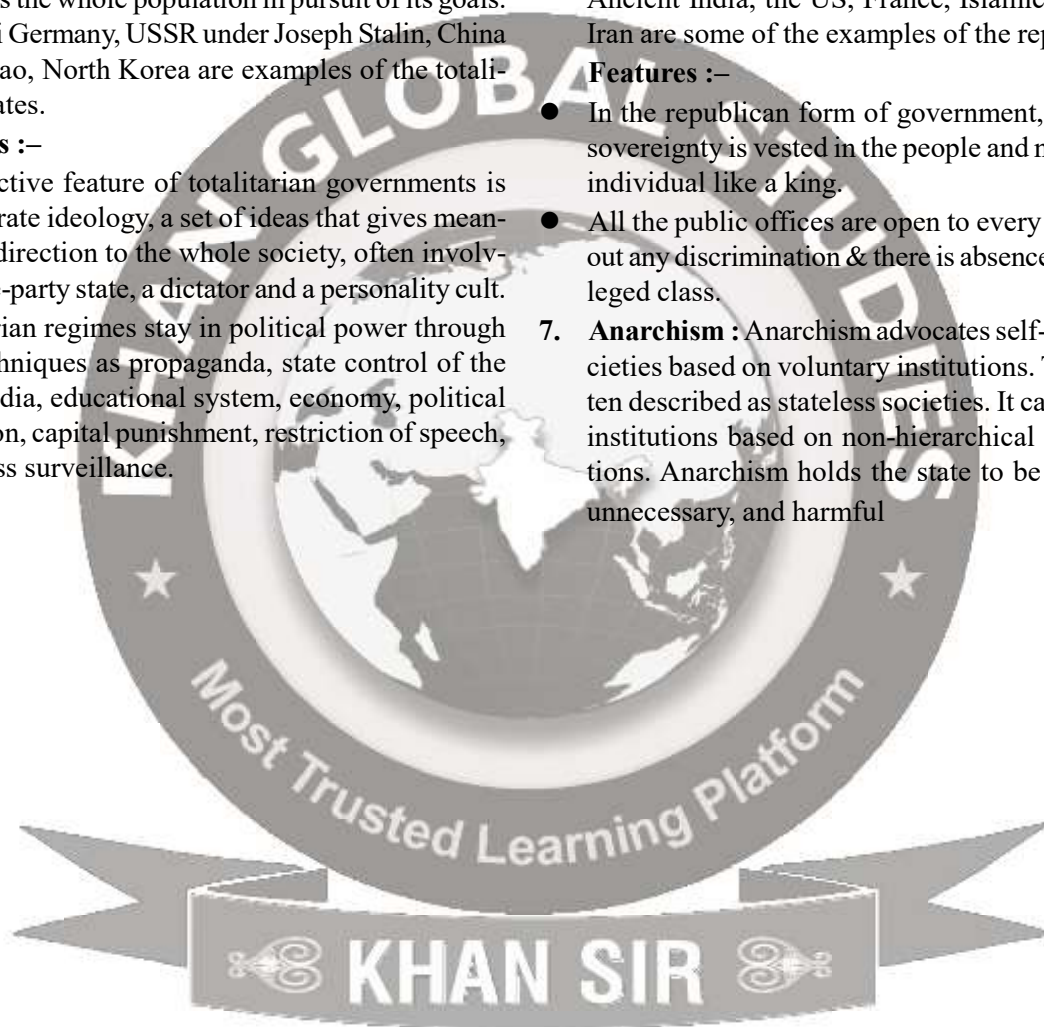 s the whole population in pursuit of its goals.
i Germany, USSR under Joseph Stalin, China
ao, North Korea are examples of the totali-
ates.
s :–
ctive feature of totalitarian governments is
rate ideology, a set of ideas that gives mean-
direction to the whole society, often involv-
-party state, a dictator and a personality cult.
rian regimes stay in political power through
hniques as propaganda, state control of the
dia, educational system, economy, political
on, capital punishment, restriction of speech,
ss surveillance.
Ancient India, the US, France, Islamic
Iran are some of the examples of the rep
Features :–
● In the republican form of government,
sovereignty is vested in the people and n
individual like a king.
● All the public offices are open to every
out any discrimination & there is absence
leged class.
7. Anarchism : Anarchism advocates self-
cieties based on voluntary institutions. T
ten described as stateless societies. It ca
institutions based on non-hierarchical
tions. Anarchism holds the state to be
unnecessary, and harmful
KHAN GLOBAL STUDIES
Most Trusted Learning Platform
KHAN SIR